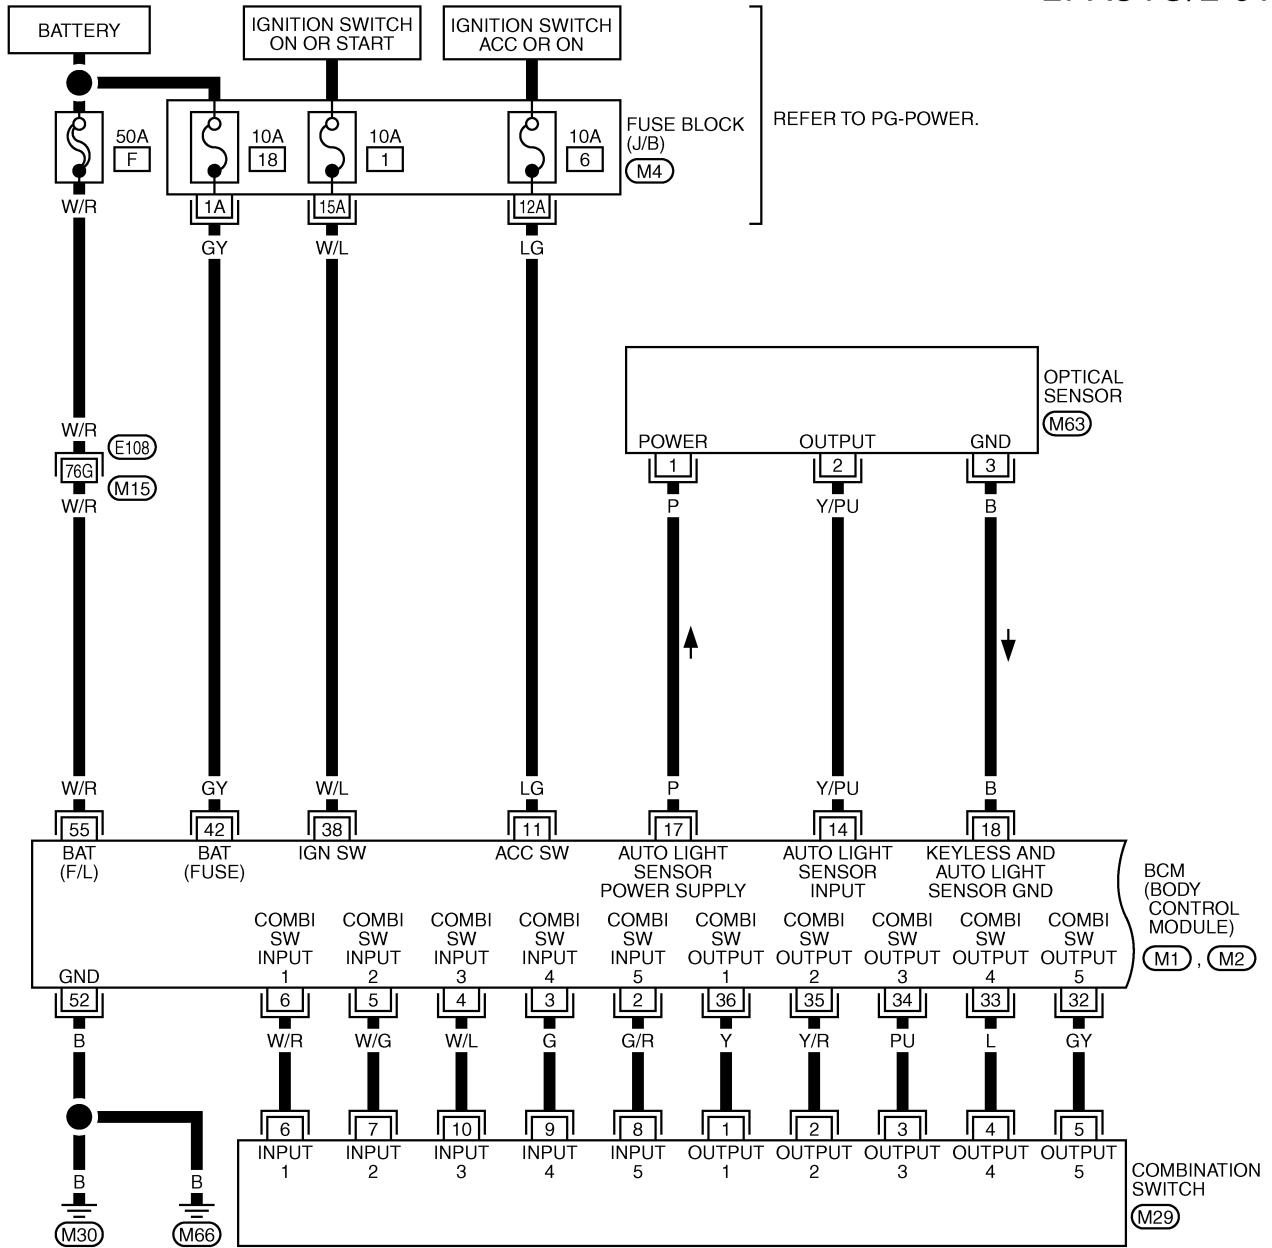 BATTERY
IGNITION SWITCH
ON OR START
IGNITION SWITCH
ACC OR ON
REFER TO PG-POWER.
50A
F
10A
18
10A
1
10A
6
FUSE BLOCK
(J/B)
M4
W/R
1A
15A
12A
GY
W/L
LG
OPTICAL
SENSOR
M63
POWER
OUTPUT
GND
1
2
3
W/R
E108
76G
M15
W/R
P
Y/PU
B
W/R
GY
W/L
LG
P
Y/PU
B
55
42
38
11
17
14
18
BAT
(F/L)
BAT
(FUSE)
IGN SW
ACC SW
AUTO LIGHT
SENSOR
POWER SUPPLY
AUTO LIGHT
SENSOR
INPUT
KEYLESS AND
AUTO LIGHT
SENSOR GND
BCM
(BODY
CONTROL
MODULE)
M1 , M2
GND
COMBI
SW
INPUT
1
COMBI
SW
INPUT
2
COMBI
SW
INPUT
3
COMBI
SW
INPUT
4
COMBI
SW
INPUT
5
COMBI
SW
OUTPUT
1
COMBI
SW
OUTPUT
2
COMBI
SW
OUTPUT
3
COMBI
SW
OUTPUT
4
COMBI
SW
OUTPUT
5
52
6
5
4
3
2
36
35
34
33
32
B
W/R
W/G
W/L
G
G/R
Y
Y/R
PU
L
GY
6
7
10
9
8
1
2
3
4
5
INPUT
1
INPUT
2
INPUT
3
INPUT
4
INPUT
5
OUTPUT
1
OUTPUT
2
OUTPUT
3
OUTPUT
4
OUTPUT
5
COMBINATION
SWITCH
M29
B
B
M30
M66